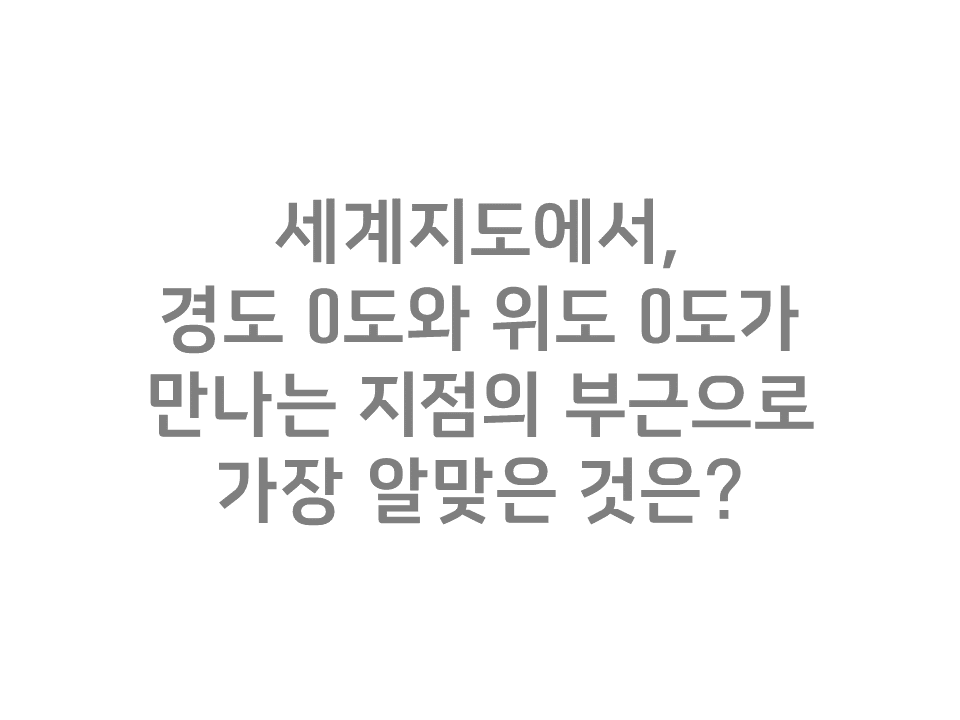 세계지도에서,
경도 0도와 위도 0도가
만나는 지점의 부근으로
가장 알맞은 것은?